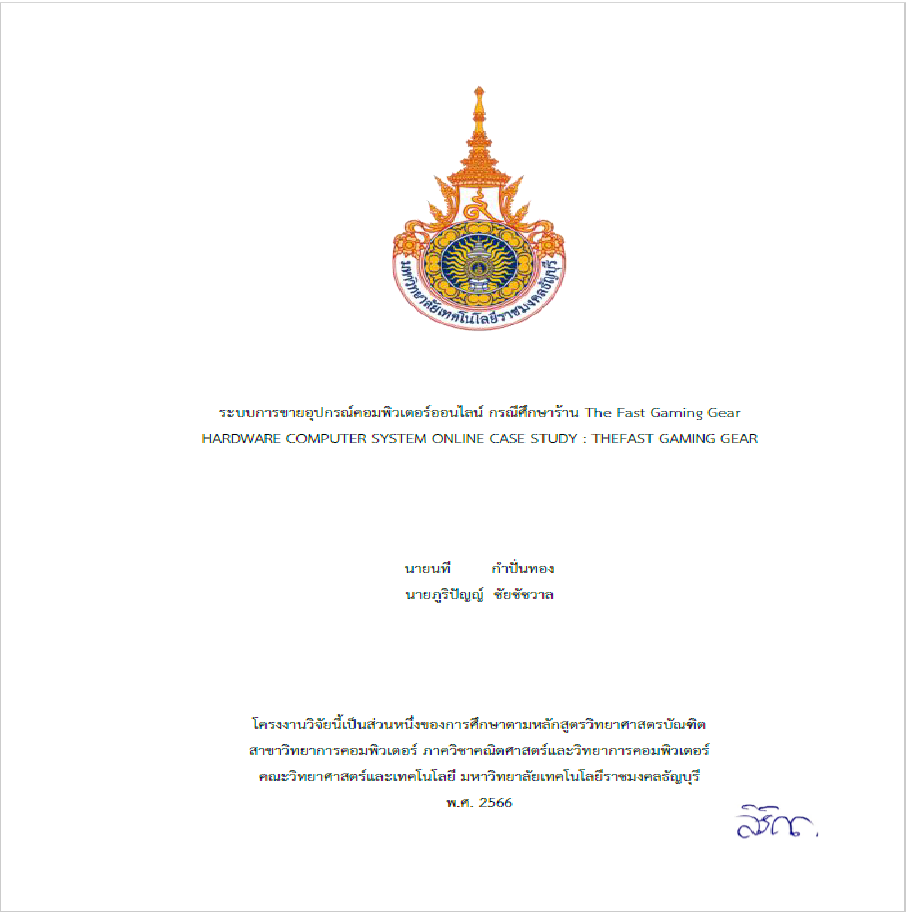 มหาวิทยาลัยเทคโนโลยีราชมงคลธัญบุรี
ระบบการขายอุปกรณ์คอมพิวเตอร์ออนไลน์ กรณีศึกษาร้าน The Fast Gaming Gear
HARDWARE COMPUTER SYSTEM ONLINE CASE STUDY : THEFAST GAMING GEAR
นายนที กำปั่นทอง
นายภูริปัญญ์ ชัยชัชวาล
โครงงานวิจัยนี้เป็นส่วนหนึ่งของการศึกษาตามหลักสูตรวิทยาศาสตรบัณฑิต
สาขาวิทยาการคอมพิวเตอร์ ภาควิชาคณิตศาสตร์และวิทยาการคอมพิวเตอร์
คณะวิทยาศาสตร์และเทคโนโลยี มหาวิทยาลัยเทคโนโลยีราชมงคลธัญบุรี
พ.ศ. 2566